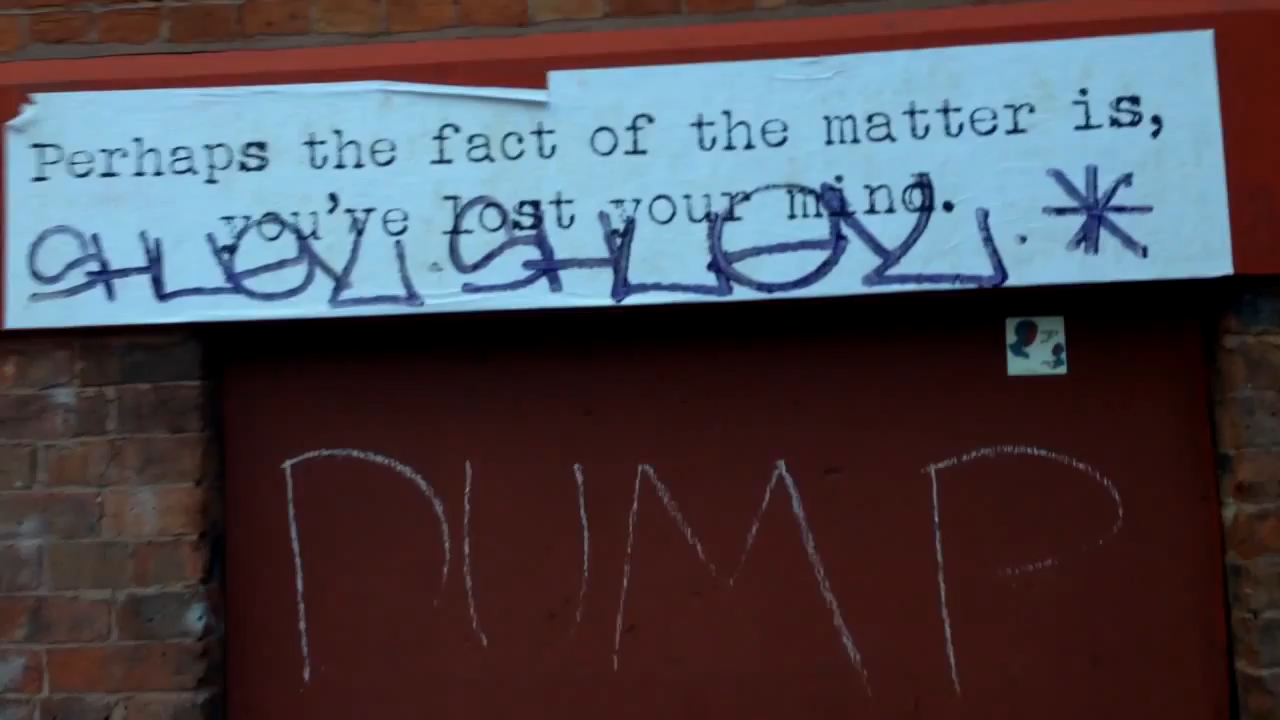 Perhaps the fact of the matter is,
you've lost your mind.
DUMP